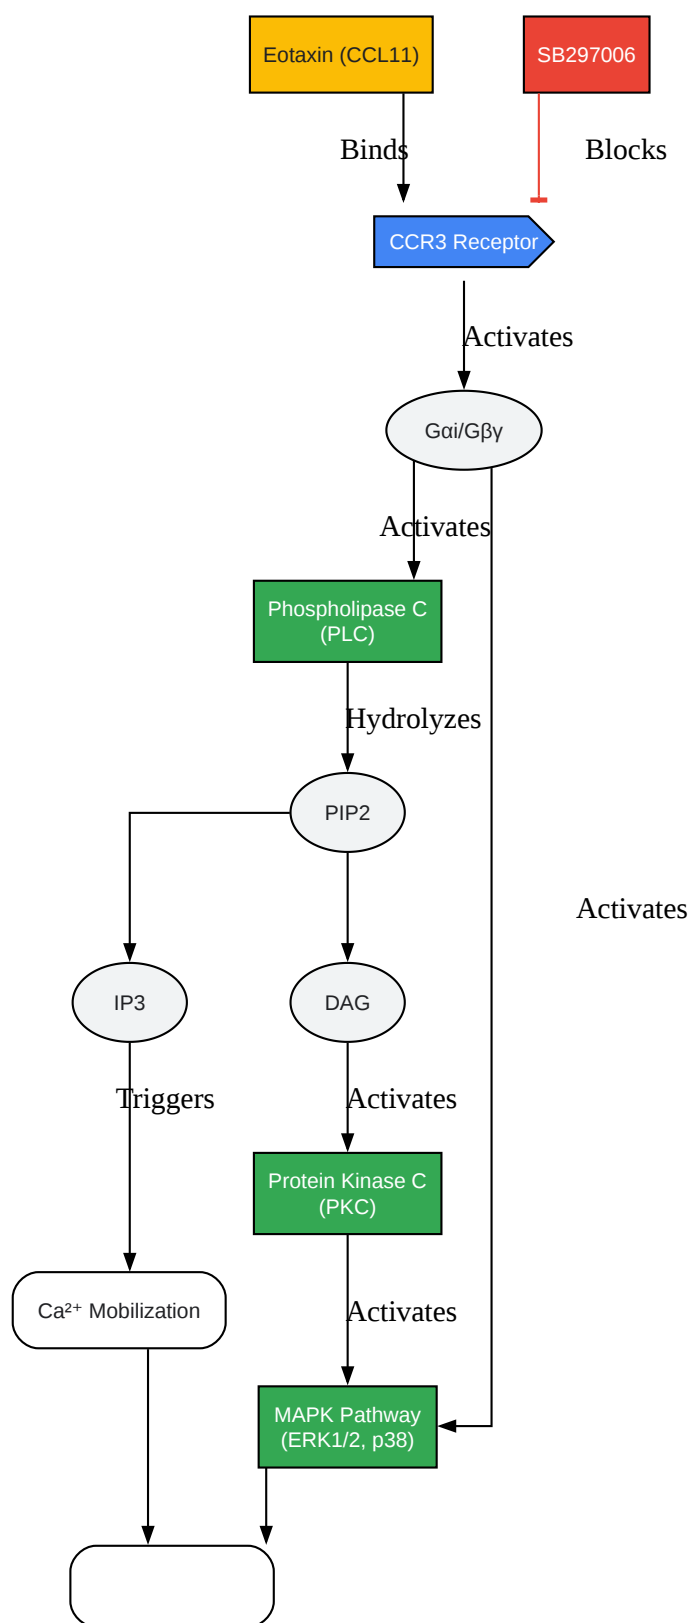 Eotaxin (CCL11)
SB297006
Binds
Blocks
CCR3 Receptor
Activates
Gαi/Gβγ
Activates
Phospholipase C
(PLC)
Hydrolyzes
PIP2
Activates
IP3
DAG
Triggers
Activates
Protein Kinase C
(PKC)
Ca²⁺ Mobilization
Activates
MAPK Pathway
(ERK1/2, p38)